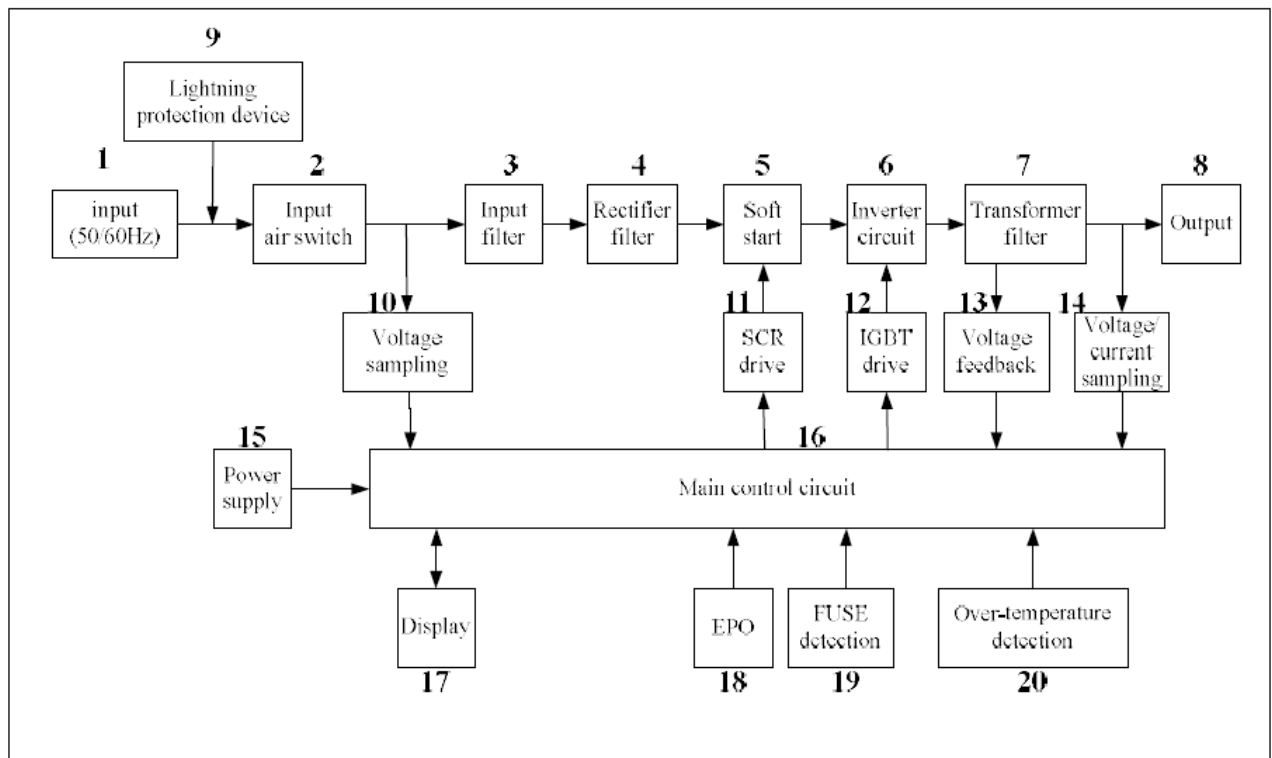 9
Lightning
protection device
1
2
3
4
5
6
7
8
input
(50/60Hz)
Input
air switch
Input
filter
Rectifier
filter
Soft
start
Inverter
circuit
Transformer
filter
Output
10
11
12
13
14
Voltage
sampling
SCR
drive
IGBT
drive
Voltage
feedback
Voltage/
current
sampling
15
16
Power
supply
Main control circuit
Display
EPO
FUSE
detection
Over-temperature
detection
17
18
19
20